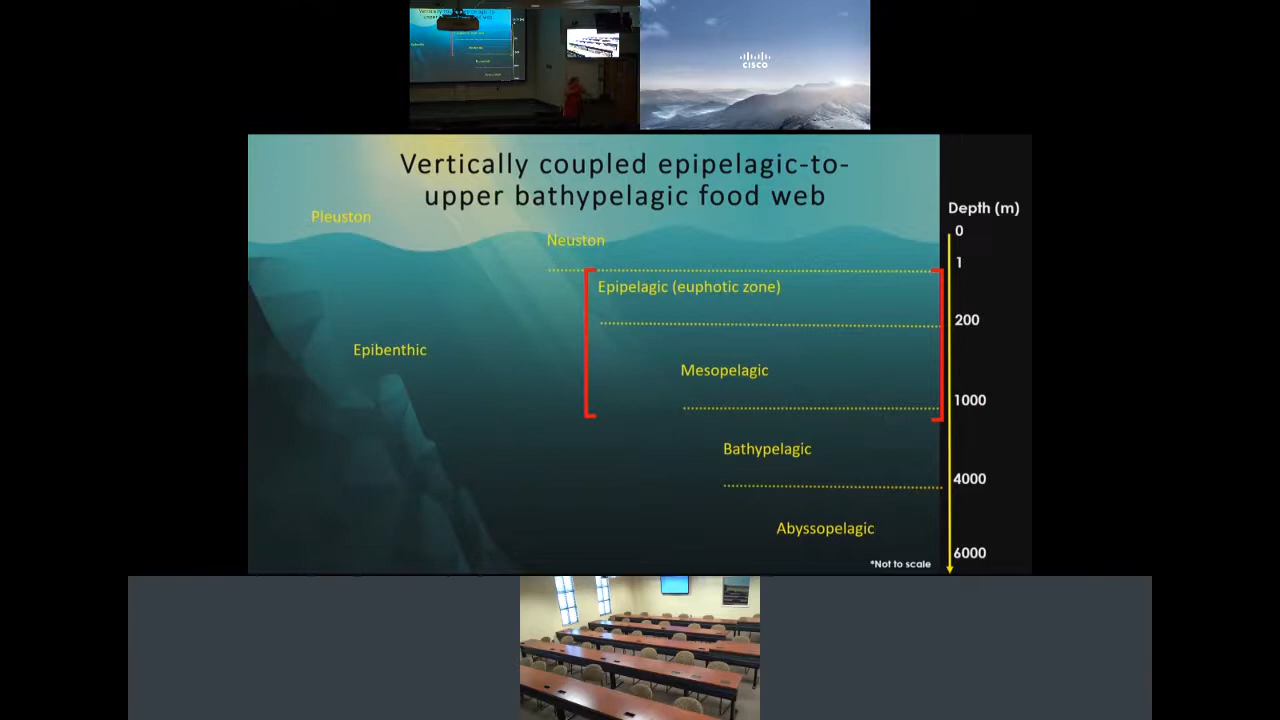 CISCO
Vertically coupled epipelagic-to-
upper bathypelagic food web
Pleuston
Depth (m)
0
Neuston
1
Epipelagic (euphotic zone)
200
Epibenthic
Mesopelagic
1000
Bathypelagic
4000
Abyssopelagic
6000
*Not to scale